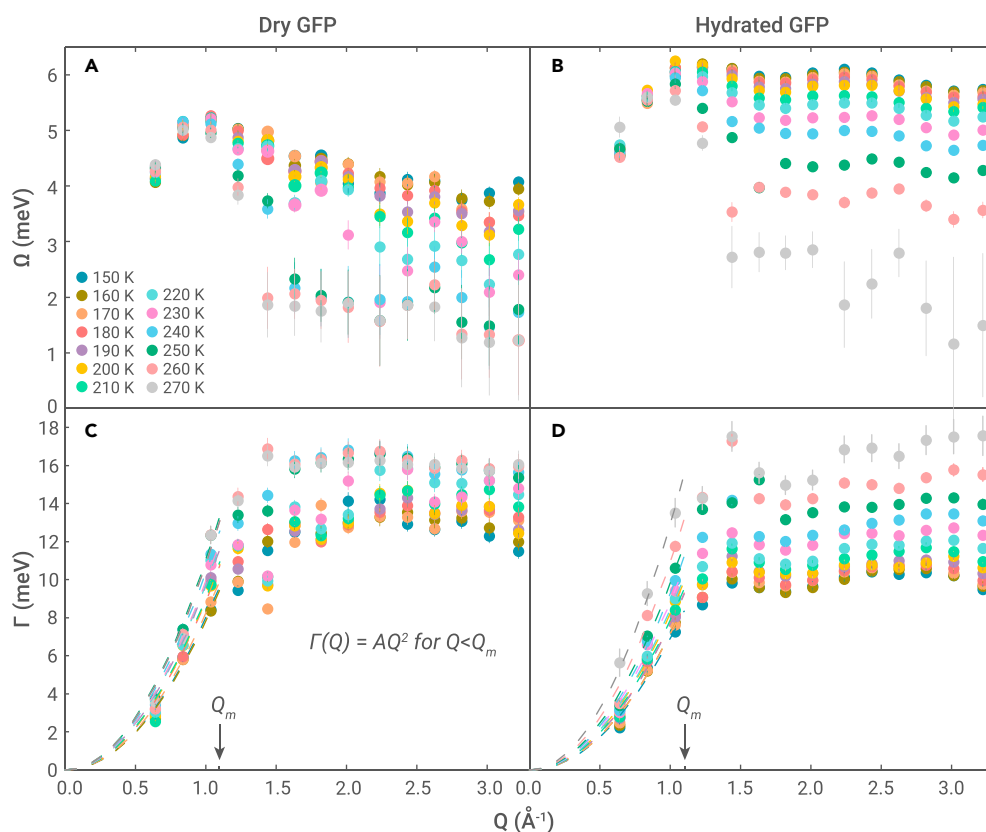 Dry GFP
Hydrated GFP
A
B
6
5
4
3
2
1
0
Ω (meV)
150 K
160 K
170 K
180 K
190 K
200 K
210 K
220 K
230 K
240 K
250 K
260 K
270 K
C
D
18
16
14
12
10
8
6
4
2
0
Γ (meV)
Γ(Q) = AQ² for Q<Qₘ
Qₘ
Qₘ
0.0 0.5 1.0 1.5 2.0 2.5 3.0 0.0 0.5 1.0 1.5 2.0 2.5 3.0
Q (Å⁻¹)